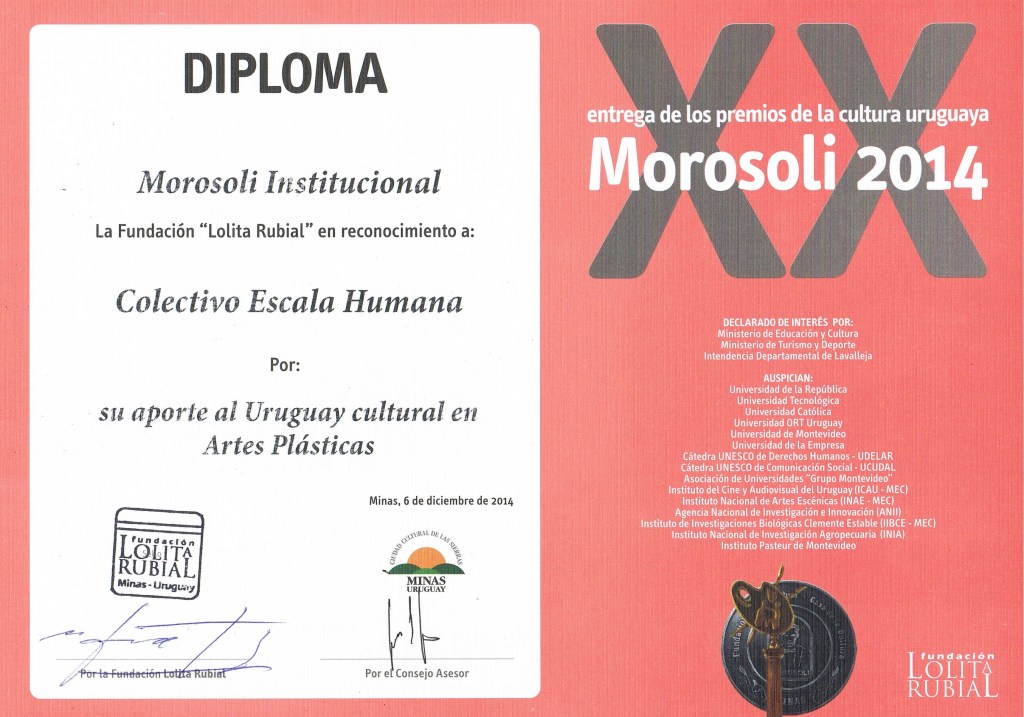 DIPLOMA
Morosoli Institucional
La Fundación “Lolita Rubial” en reconocimiento a:
Colectivo Escala Humana
Por:
su aporte al Uruguay cultural en
Artes Plásticas
Minas, 6 de diciembre de 2014
fundación
LOLITA
RUBIAL
Minas - Uruguay
CIUDAD CULTURAL DE LAS SIERRAS
MINAS
URUGUAY
Por la Fundación Lolita Rubial
Por el Consejo Asesor
XX
entrega de los premios de la cultura uruguaya
Morosoli 2014
DECLARADO DE INTERÉS POR:
Ministerio de Educación y Cultura
Ministerio de Turismo y Deporte
Intendencia Departamental de Lavalleja
AUSPICIAN:
Universidad de la República
Universidad Tecnológica
Universidad Católica
Universidad ORT Uruguay
Universidad de Montevideo
Universidad de la Empresa
Cátedra UNESCO de Derechos Humanos - UDELAR
Cátedra UNESCO de Comunicación Social - UCUDAL
Asociación de Universidades “Grupo Montevideo”
Instituto del Cine y Audiovisual del Uruguay (ICAU - MEC)
Instituto Nacional de Artes Escénicas (INAE - MEC)
Agencia Nacional de Investigación e Innovación (ANII)
Instituto de Investigaciones Biológicas Clemente Estable (IIBCE - MEC)
Instituto Nacional de Investigación Agropecuaria (INIA)
Instituto Pasteur de Montevideo
fundación
LOLITA
RUBIAL